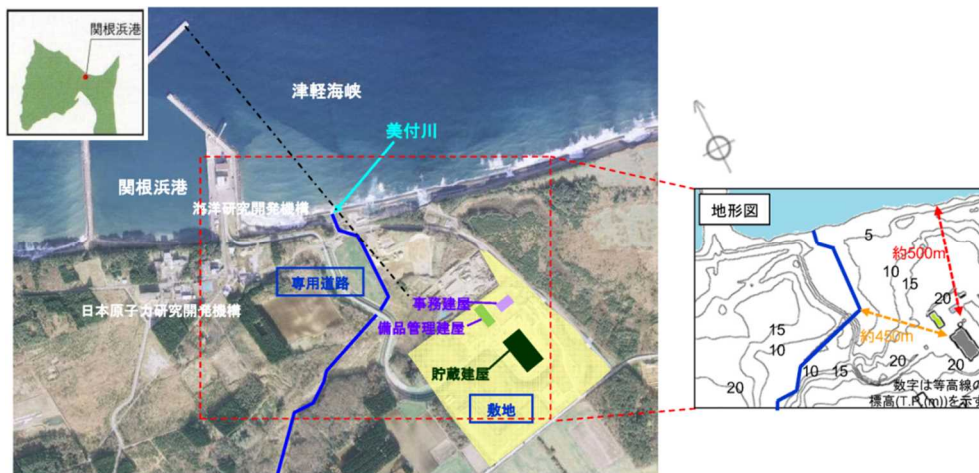 関根浜港
津軽海峡
美付川
関根浜港
海洋研究開発機構
専用道路
日本原子力研究開発機構
事務建屋
備品管理建屋
貯蔵建屋
敷地
地形図
5
約500m
10
15
20
約450m
15
10
20
10
15
20
20
数字は等高線の
標高(T.P.(m))を示す